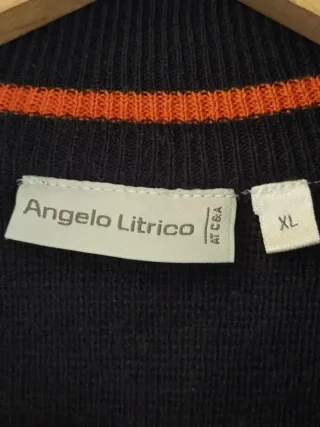 Angelo Litrico
AT C&A
XL